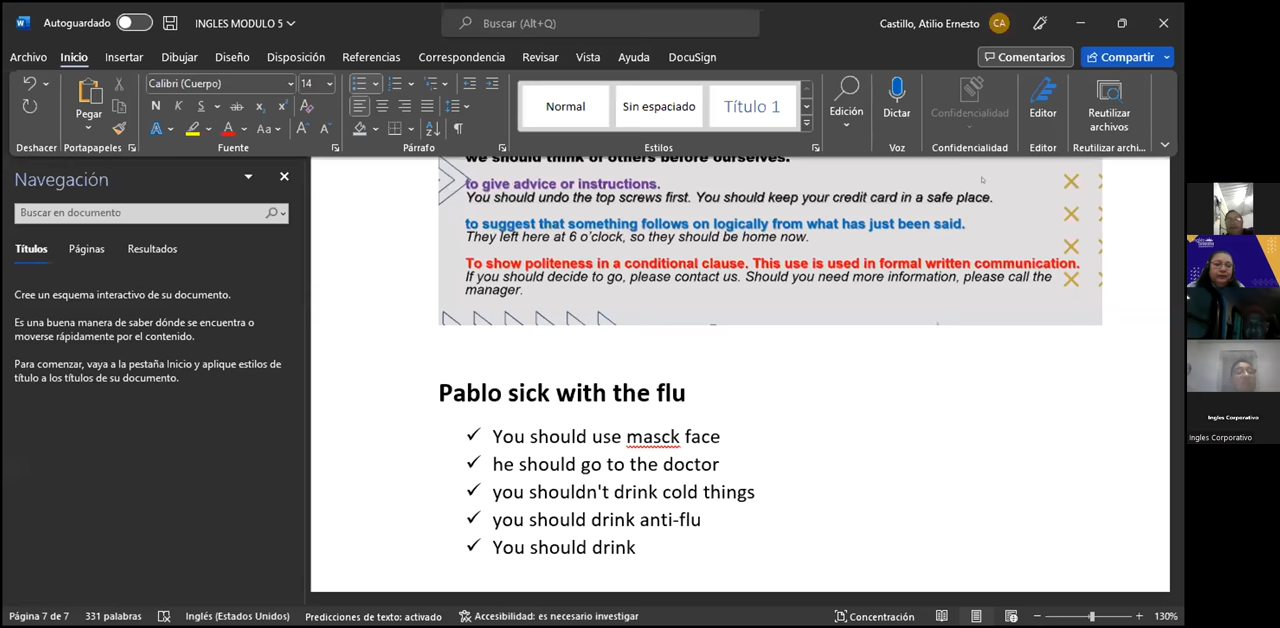 Autoguardado
INGLES MODULO 5
Buscar (Alt+Q)
Castillo, Atilio Ernesto
CA
Archivo Inicio Insertar Dibujar Diseño Disposición Referencias Correspondencia Revisar Vista Ayuda DocuSign
Comentarios
Compartir
Pegar
Calibri (Cuerpo) 14
N K S ab x₂ x² A
A A Aa A A
Normal
Sin espaciado
Título 1
Edición
Dictar
Confidencialidad
Editor
Reutilizar
archivos
Deshacer Portapapeles Fuente Párrafo Estilos Voz Confidencialidad Editor Reutilizar archi...
Navegación
Buscar en documento
Títulos Páginas Resultados
Cree un esquema interactivo de su documento.
Es una buena manera de saber dónde se encuentra o
moverse rápidamente por el contenido.
Para comenzar, vaya a la pestaña Inicio y aplique estilos de
título a los títulos de su documento.
we should think of others before ourselves.
to give advice or instructions.
You should undo the top screws first. You should keep your credit card in a safe place.
to suggest that something follows on logically from what has just been said.
They left here at 6 o'clock, so they should be home now.
To show politeness in a conditional clause. This use is used in formal written communication.
If you should decide to go, please contact us. Should you need more information, please call the
manager.
Pablo sick with the flu
✓ You should use masck face
✓ he should go to the doctor
✓ you shouldn't drink cold things
✓ you should drink anti-flu
✓ You should drink
Ingles Corporativo
Ingles Corporativo
Página 7 de 7 331 palabras Inglés (Estados Unidos) Predicciones de texto: activado Accesibilidad: es necesario investigar Concentración 130%